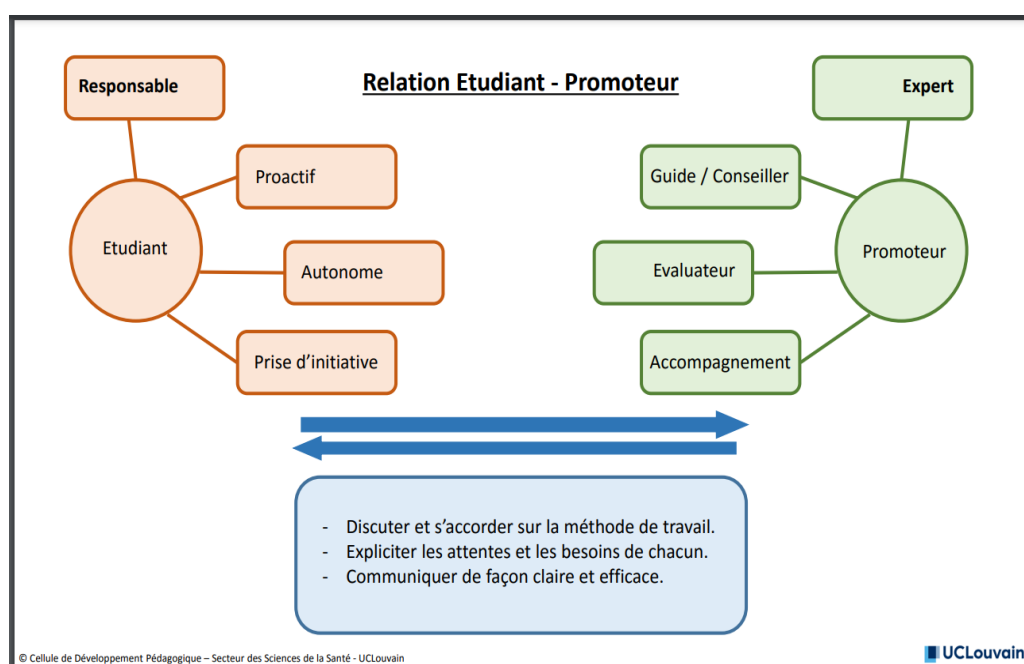 Relation Etudiant - Promoteur
Responsable
Proactif
Etudiant
Autonome
Prise d'initiative
Expert
Guide / Conseiller
Promoteur
Evaluateur
Accompagnement
- Discuter et s'accorder sur la méthode de travail.
- Expliciter les attentes et les besoins de chacun.
- Communiquer de façon claire et efficace.
© Cellule de Développement Pédagogique – Secteur des Sciences de la Santé - UCLouvain
UCLouvain